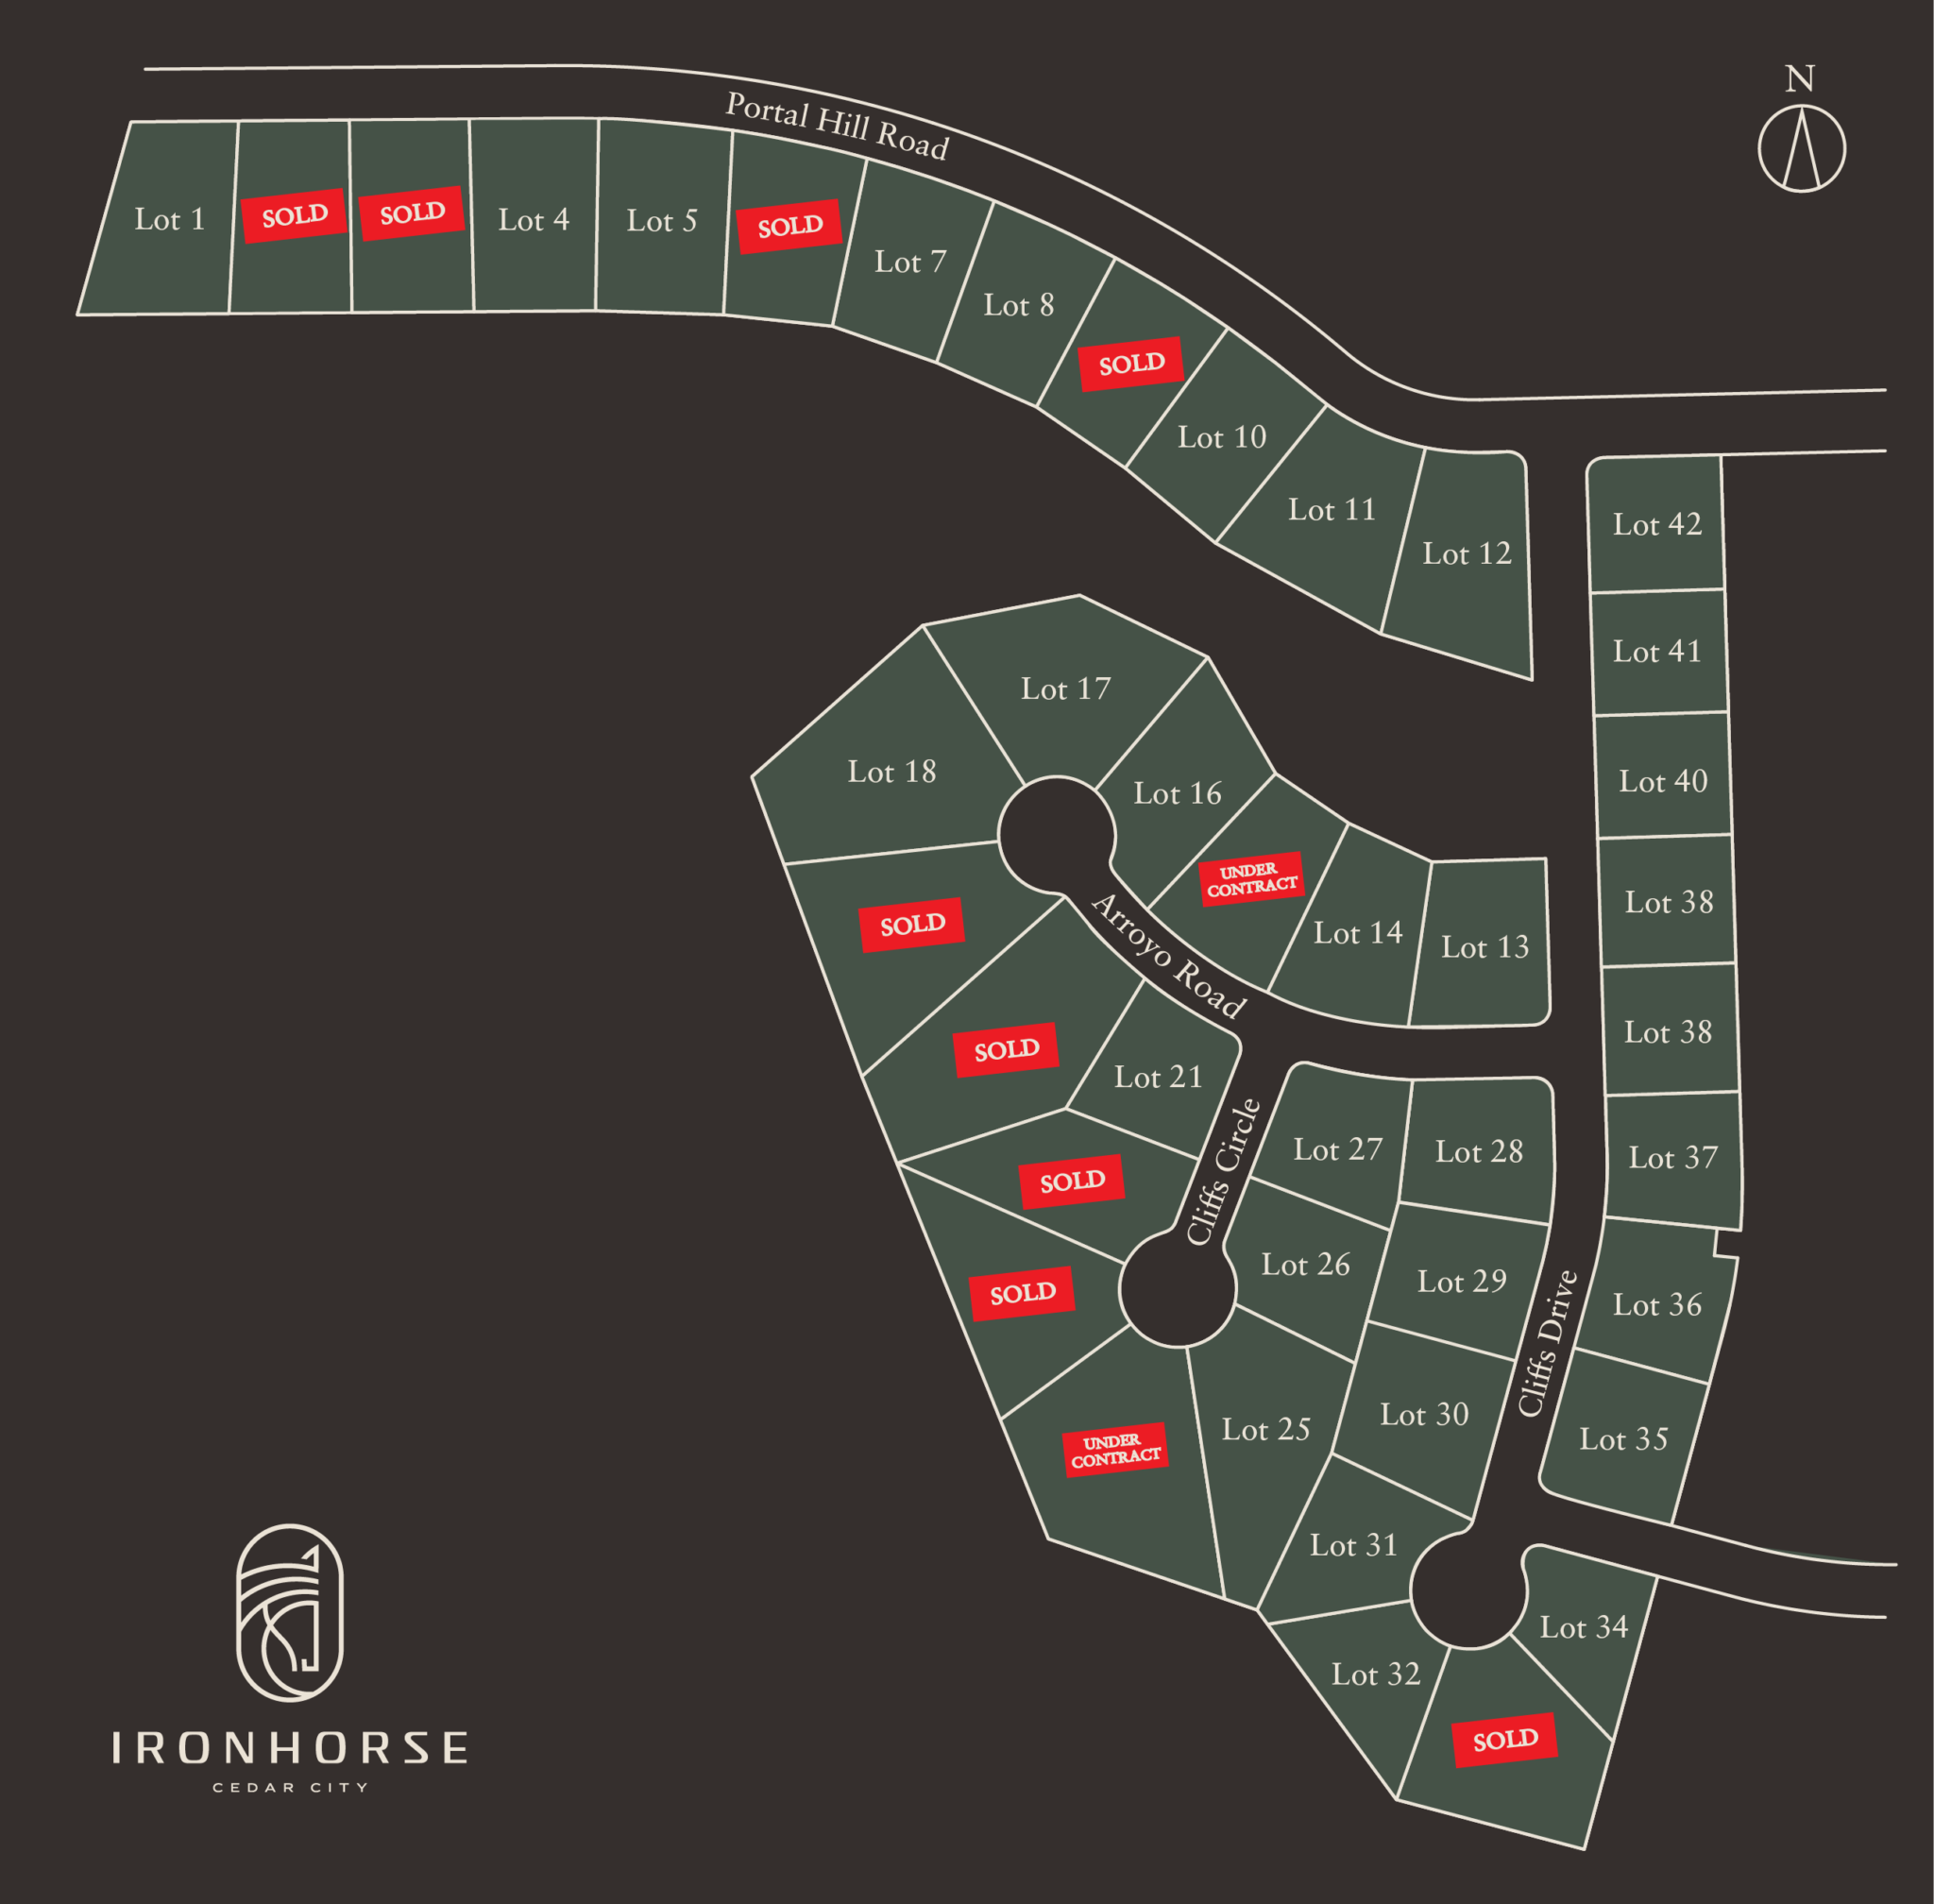 N
Portal Hill Road
Lot 1
SOLD
SOLD
Lot 4
Lot 5
SOLD
Lot 7
Lot 8
SOLD
Lot 10
Lot 11
Lot 12
Lot 42
Lot 41
Lot 40
Lot 38
Lot 38
Lot 37
Lot 36
Lot 35
Lot 17
Lot 18
Lot 16
UNDER
CONTRACT
Lot 14
Lot 13
Arroyo Road
SOLD
SOLD
Lot 21
SOLD
SOLD
UNDER
CONTRACT
Cliffs Circle
Lot 27
Lot 28
Lot 26
Lot 29
Lot 25
Lot 30
Cliffs Drive
Lot 31
Lot 32
Lot 34
SOLD
IRONHORSE
CEDAR CITY